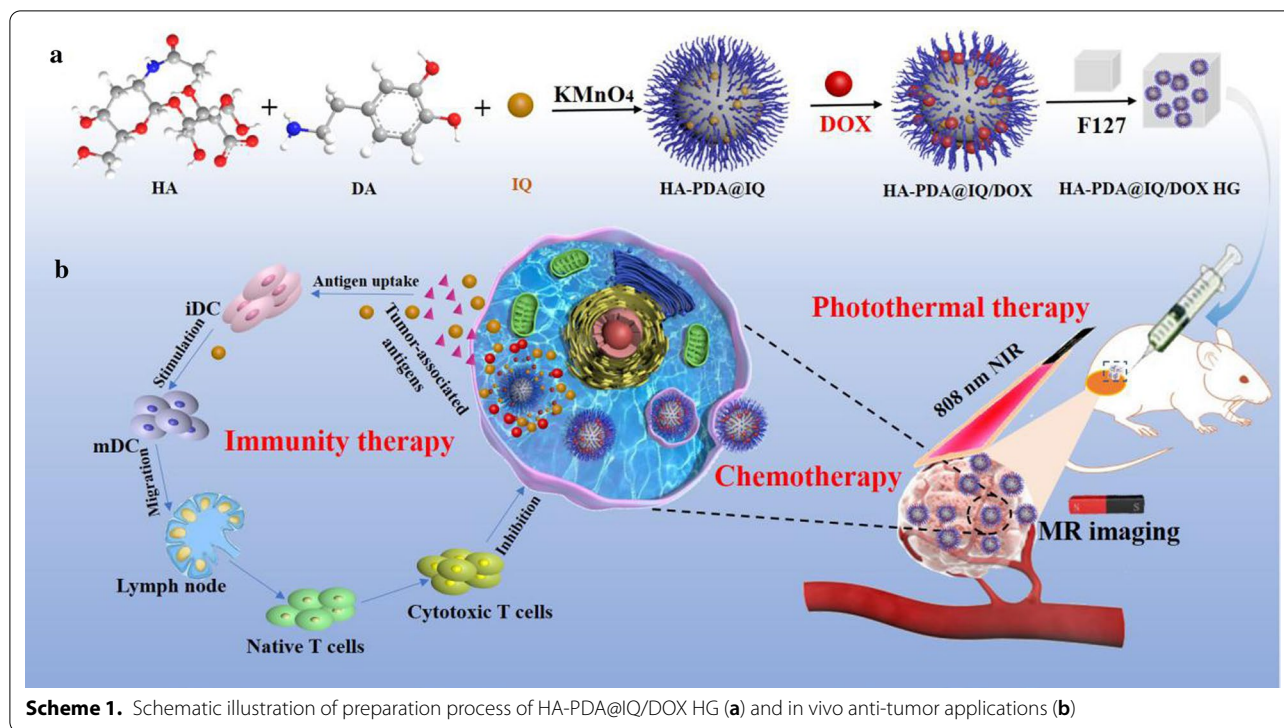 a
HA
+
DA
+
IQ
KMnO4
HA-PDA@IQ
DOX
HA-PDA@IQ/DOX
F127
HA-PDA@IQ/DOX HG
b
Antigen uptake
iDC
Tumor-associated
antigens
Stimulation
mDC
Immunity therapy
Migration
Lymph node
Native T cells
Cytotoxic T cells
Inhibition
Chemotherapy
Photothermal therapy
808 nm NIR
S S
MR imaging
Scheme 1. Schematic illustration of preparation process of HA-PDA@IQ/DOX HG (a) and in vivo anti-tumor applications (b)